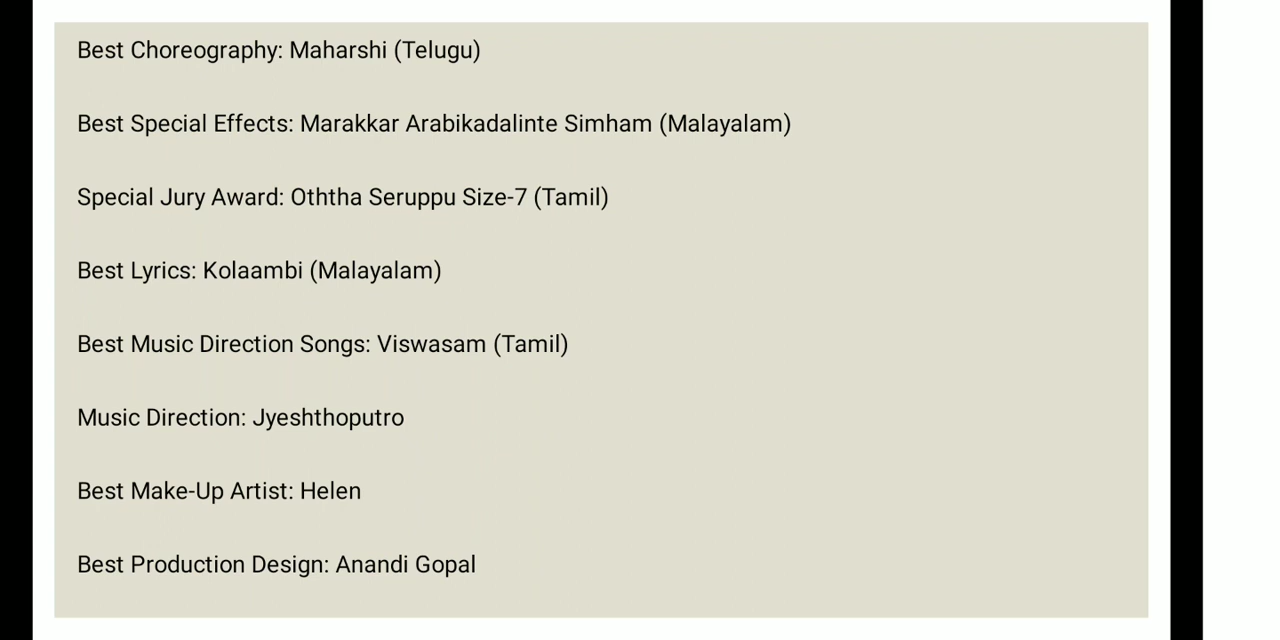 Best Choreography: Maharshi (Telugu)
Best Special Effects: Marakkar Arabikadalinte Simham (Malayalam)
Special Jury Award: Oththa Seruppu Size-7 (Tamil)
Best Lyrics: Kolaambi (Malayalam)
Best Music Direction Songs: Viswasam (Tamil)
Music Direction: Jyeshthoputro
Best Make-Up Artist: Helen
Best Production Design: Anandi Gopal